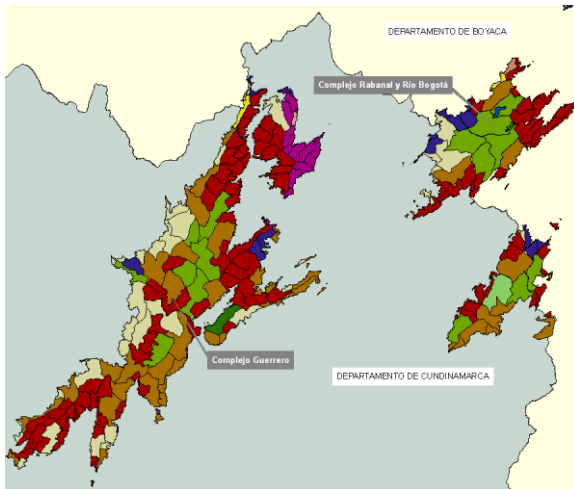 DEPARTAMENTO DE BOYACA
Complejo Rabanal y Río Bogotá
Complejo Guerrero
DEPARTAMENTO DE CUNDINAMARCA